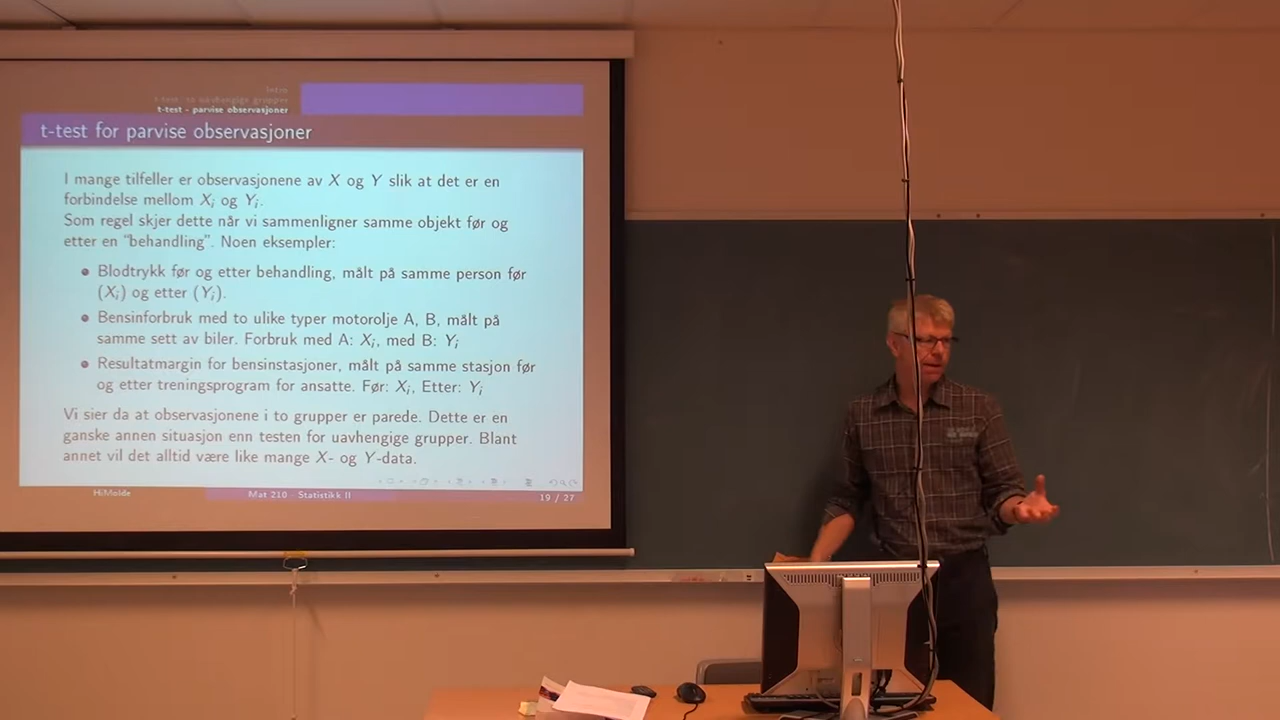 Intro
t-test, to uavhengige grupper
t-test - parvise observasjoner
t-test for parvise observasjoner
I mange tilfeller er observasjonene av X og Y slik at det er en
forbindelse mellom Xi og Yi.
Som regel skjer dette når vi sammenligner samme objekt før og
etter en "behandling". Noen eksempler:
Blodtrykk før og etter behandling, målt på samme person før
(Xi) og etter (Yi).
Bensinforbruk med to ulike typer motorolje A, B, målt på
samme sett av biler. Forbruk med A: Xi, med B: Yi
Resultatmargin for bensinstasjoner, målt på samme stasjon før
og etter treningsprogram for ansatte. Før: Xi, Etter: Yi
Vi sier da at observasjonene i to grupper er parede. Dette er en
ganske annen situasjon enn testen for uavhengige grupper. Blant
annet vil det alltid være like mange X- og Y-data.
HiMolde Mat 210 - Statistikk II 19 / 27